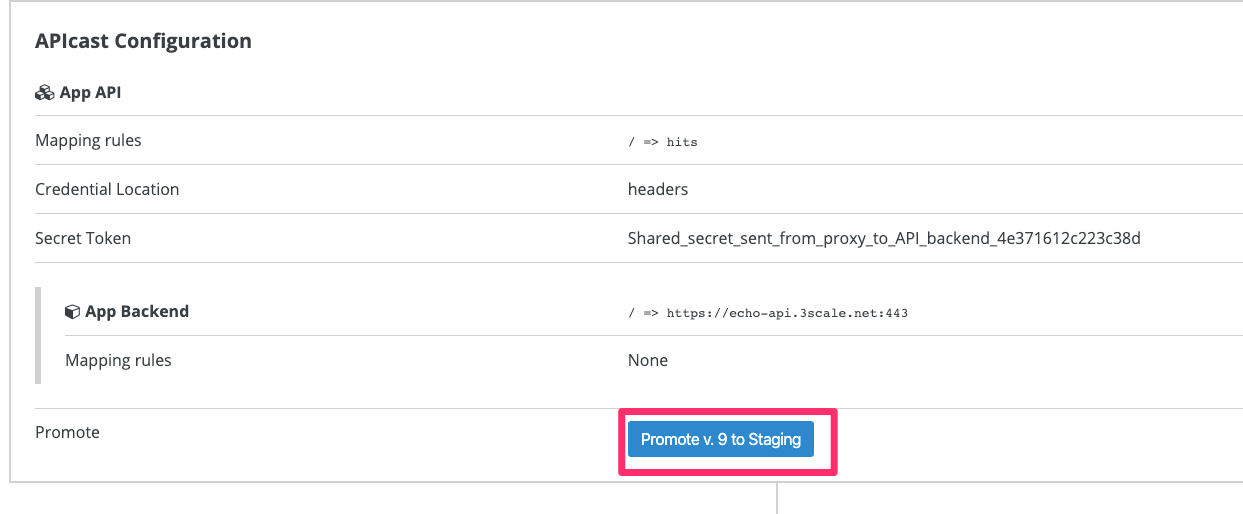 APIcast Configuration
App API
Mapping rules / => hits
Credential Location headers
Secret Token Shared_secret_sent_from_proxy_to_API_backend_4e371612c223c38d
App Backend / => https://echo-api.3scale.net:443
Mapping rules None
Promote Promote v. 9 to Staging